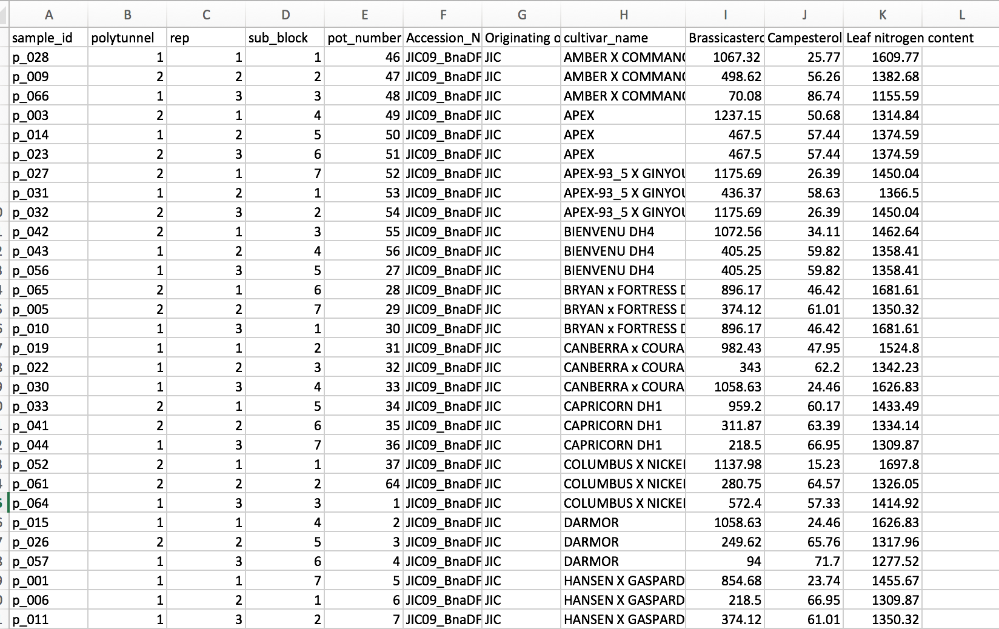 A B C D E F G H I J K L
sample_id polytunnel rep sub_block pot_number Accession_N Originating o cultivar_name Brassicasterc Campesterol Leaf nitrogen content
p_028 1 1 1 46 JIC09_BnaDF JIC AMBER X COMMAN 1067.32 25.77 1609.77
p_009 2 2 2 47 JIC09_BnaDF JIC AMBER X COMMAN 498.62 56.26 1382.68
p_066 1 3 3 48 JIC09_BnaDF JIC AMBER X COMMAN 70.08 86.74 1155.59
p_003 2 1 4 49 JIC09_BnaDF JIC APEX 1237.15 50.68 1314.84
p_014 1 2 5 50 JIC09_BnaDF JIC APEX 467.5 57.44 1374.59
p_023 2 3 6 51 JIC09_BnaDF JIC APEX 467.5 57.44 1374.59
p_027 2 1 7 52 JIC09_BnaDF JIC APEX-93_5 X GINYOU 1175.69 26.39 1450.04
p_031 1 2 1 53 JIC09_BnaDF JIC APEX-93_5 X GINYOU 436.37 58.63 1366.5
p_032 2 3 2 54 JIC09_BnaDF JIC APEX-93_5 X GINYOU 1175.69 26.39 1450.04
p_042 2 1 3 55 JIC09_BnaDF JIC BIENVENU DH4 1072.56 34.11 1462.64
p_043 1 2 4 56 JIC09_BnaDF JIC BIENVENU DH4 405.25 59.82 1358.41
p_056 1 3 5 27 JIC09_BnaDF JIC BIENVENU DH4 405.25 59.82 1358.41
p_065 2 1 6 28 JIC09_BnaDF JIC BRYAN x FORTRESS D 896.17 46.42 1681.61
p_005 2 2 7 29 JIC09_BnaDF JIC BRYAN x FORTRESS D 374.12 61.01 1350.32
p_010 1 3 1 30 JIC09_BnaDF JIC BRYAN x FORTRESS D 896.17 46.42 1681.61
p_019 1 1 2 31 JIC09_BnaDF JIC CANBERRA x COURA 982.43 47.95 1524.8
p_022 1 2 3 32 JIC09_BnaDF JIC CANBERRA x COURA 343 62.2 1342.23
p_030 1 3 4 33 JIC09_BnaDF JIC CANBERRA x COURA 1058.63 24.46 1626.83
p_033 2 1 5 34 JIC09_BnaDF JIC CAPRICORN DH1 959.2 60.17 1433.49
p_041 2 2 6 35 JIC09_BnaDF JIC CAPRICORN DH1 311.87 63.39 1334.14
p_044 1 3 7 36 JIC09_BnaDF JIC CAPRICORN DH1 218.5 66.95 1309.87
p_052 2 1 1 37 JIC09_BnaDF JIC COLUMBUS X NICKE 1137.98 15.23 1697.8
p_061 2 2 2 64 JIC09_BnaDF JIC COLUMBUS X NICKE 280.75 64.57 1326.05
p_064 1 3 3 1 JIC09_BnaDF JIC COLUMBUS X NICKE 572.4 57.33 1414.92
p_015 1 1 4 2 JIC09_BnaDF JIC DARMOR 1058.63 24.46 1626.83
p_026 2 2 5 3 JIC09_BnaDF JIC DARMOR 249.62 65.76 1317.96
p_057 1 3 6 4 JIC09_BnaDF JIC DARMOR 94 71.7 1277.52
p_001 1 1 7 5 JIC09_BnaDF JIC HANSEN X GASPARD 854.68 23.74 1455.67
p_006 1 2 1 6 JIC09_BnaDF JIC HANSEN X GASPARD 218.5 66.95 1309.87
p_011 1 3 2 7 JIC09_BnaDF JIC HANSEN X GASPARD 374.12 61.01 1350.32